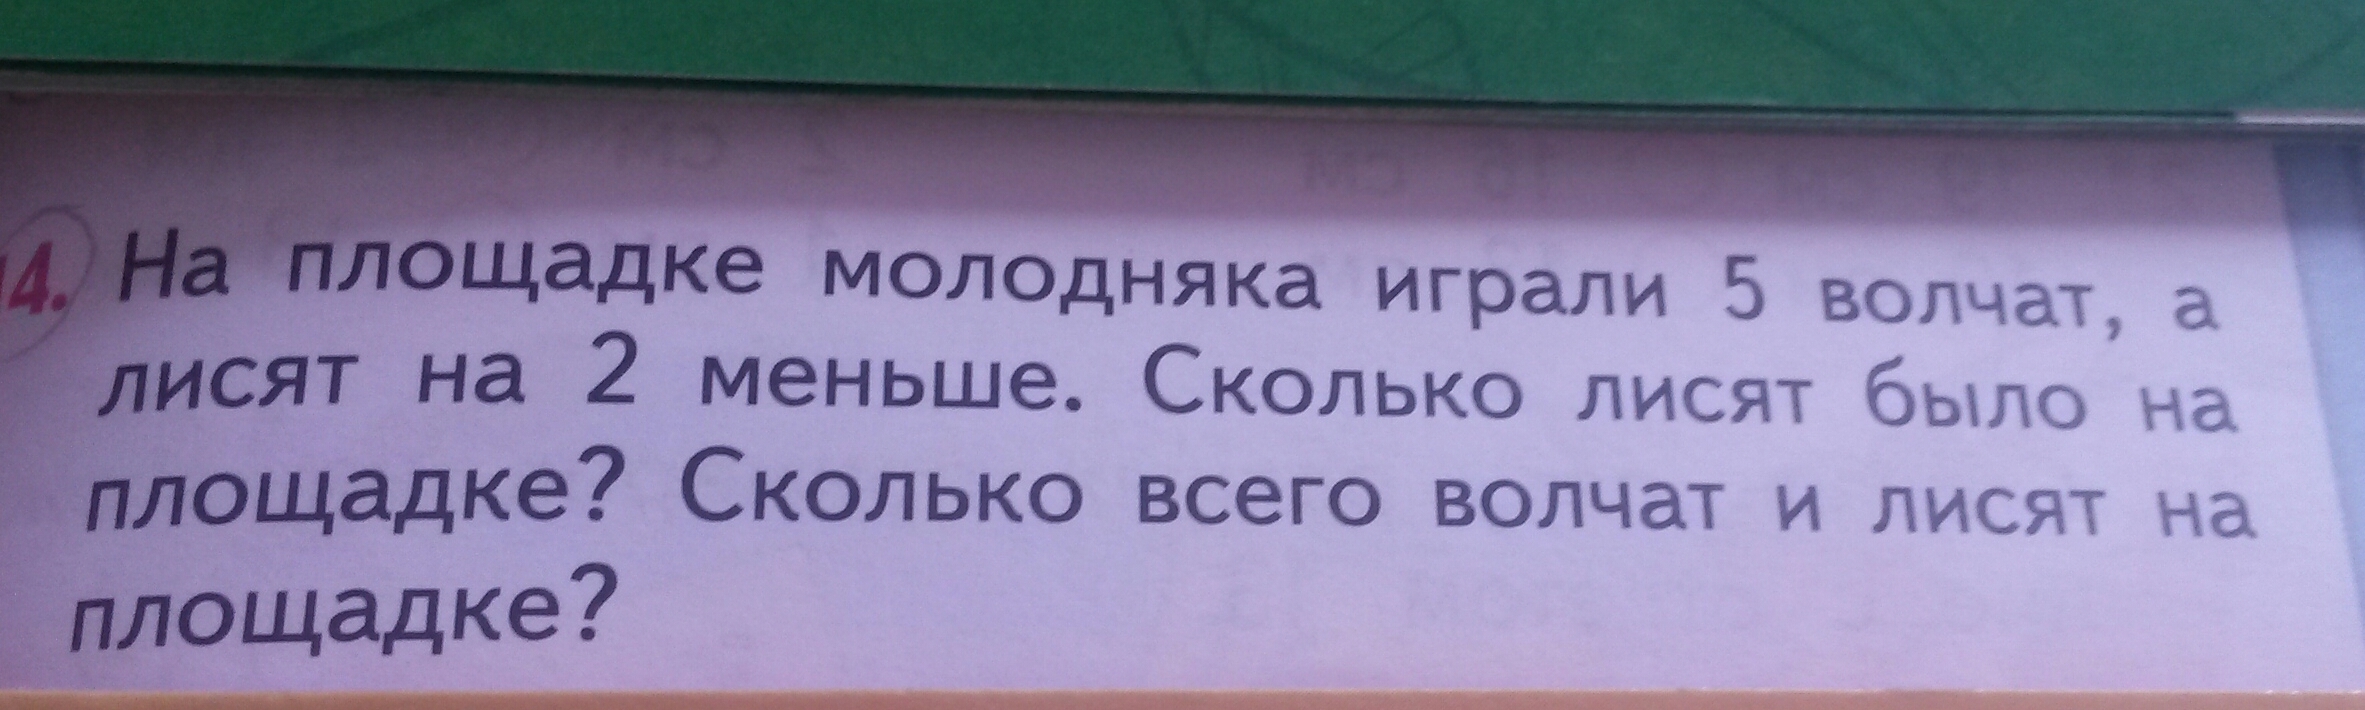 14. На площадке молодняка играли 5 волчат, а
лисят на 2 меньше. Сколько лисят было на
площадке? Сколько всего волчат и лисят на
площадке?